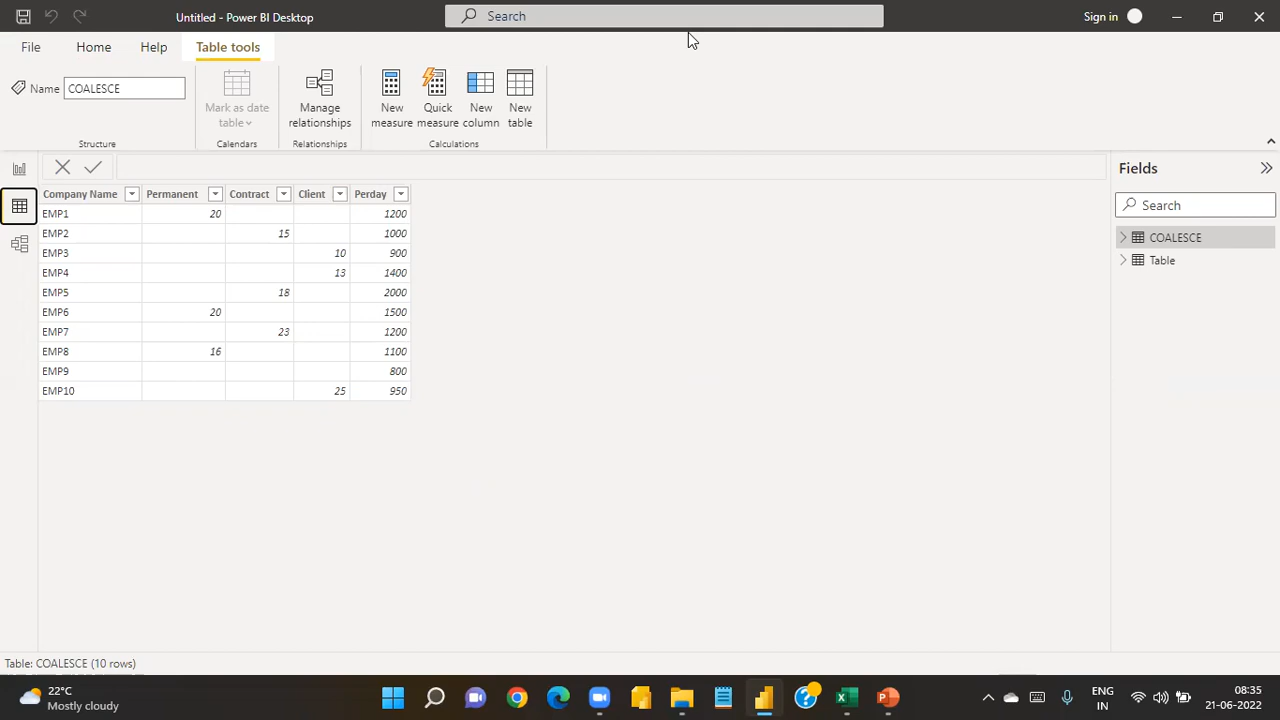 Untitled - Power BI Desktop
Search
Sign in
File
Home
Help
Table tools
Name
COALESCE
Mark as date
table
New
measure
Manage
relationships
Quick
measure
New
column
New
table
Structure
Calendars
Relationships
Calculations
Company Name Permanent Contract Client Perday
EMP1 20 1200
EMP2 15 1000
EMP3 10 900
EMP4 13 1400
EMP5 18 2000
EMP6 20 1500
EMP7 23 1200
EMP8 16 1100
EMP9 800
EMP10 25 950
Fields
Search
COALESCE
Table
Table: COALESCE (10 rows)
22°C
Mostly cloudy
ENG
IN
08:35
21-06-2022